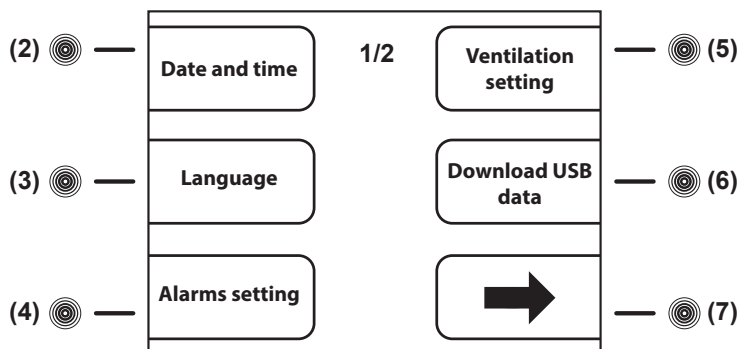 (2)
Date and time
1/2
Ventilation
setting
(5)
(3)
Language
Download USB
data
(6)
(4)
Alarms setting
(7)